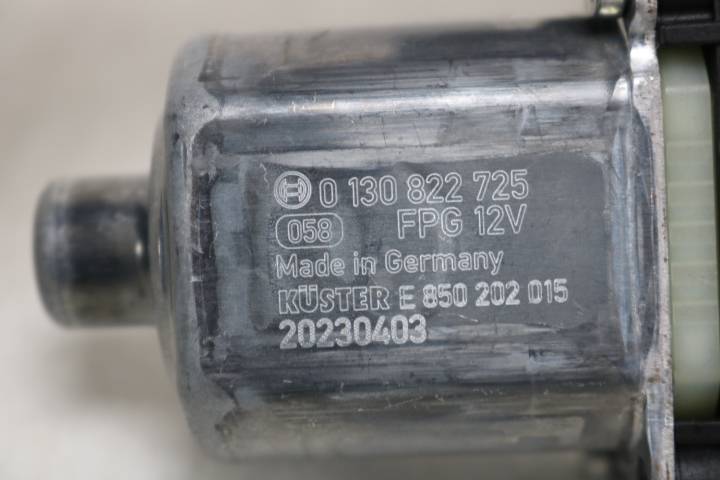 0 130 822 725
058 FPG 12V
Made in Germany
KÜSTER E 850 202 015
20230403